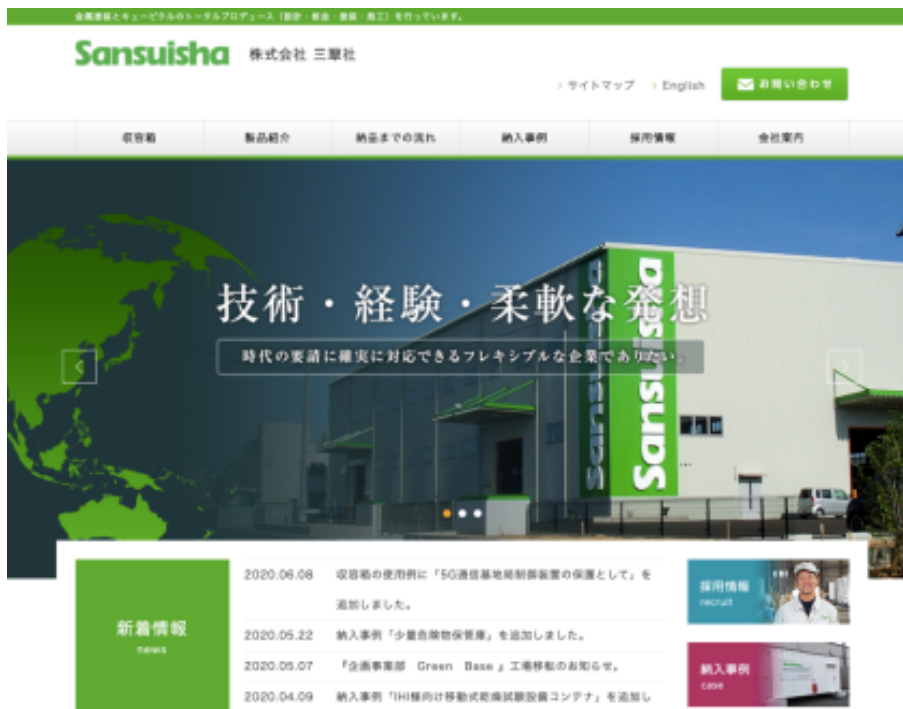 金属塗装とキュービクルのトータルプロデュース（設計・板金・塗装・施工）を行っています。
Sansuisha 株式会社 三翠社
サイトマップ
English
お問い合わせ
収容箱
製品紹介
納品までの流れ
納入事例
採用情報
会社案内
技術・経験・柔軟な発想
時代の要請に確実に対応できるフレキシブルな企業でありたい。
Sansuisha
Sansuisha
新着情報
news
2020.06.08 収容箱の使用例に「5G通信基地局制御装置の保護として」を
追加しました。
2020.05.22 納入事例「少量危険物保管庫」を追加しました。
2020.05.07 『企画事業部 Green Base 』工場移転のお知らせ。
2020.04.09 納入事例「IHI様向け移動式乾燥試験設備コンテナ」を追加し
採用情報
recruit
納入事例
case